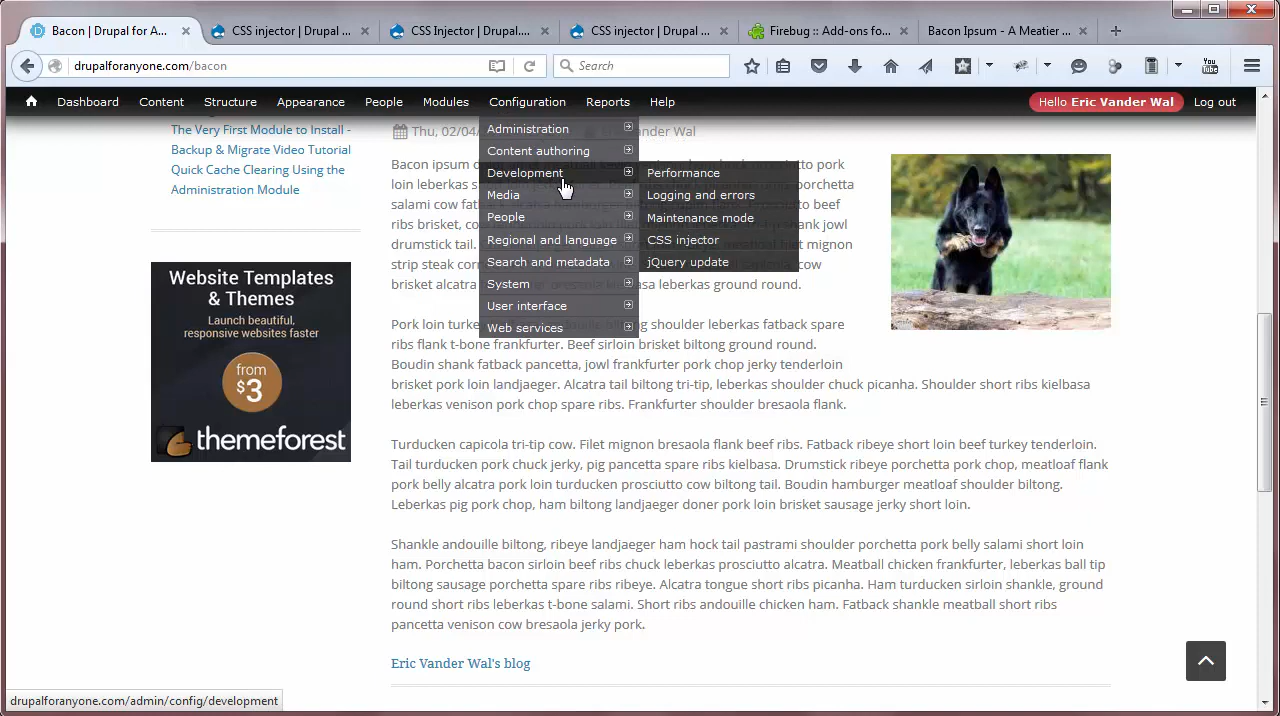 Bacon | Drupal for A...
CSS injector | Drupal ...
CSS Injector | Drupal....
CSS injector | Drupal ...
Firebug :: Add-ons fo...
Bacon Ipsum - A Meatier ...
drupalforanyone.com/bacon
Search
You
Tube
Dashboard
Content
Structure
Appearance
People
Modules
Configuration
Reports
Help
Hello Eric Vander Wal
Log out
The Very First Module to Install -
Backup & Migrate Video Tutorial
Quick Cache Clearing Using the
Administration Module
Website Templates
& Themes
Launch beautiful,
responsive websites faster
from
$3
themeforest
Administration
Content authoring
Development
Media
People
Regional and language
Search and metadata
System
User interface
Web services
Performance
Logging and errors
Maintenance mode
CSS injector
jQuery update
Thu, 02/04/ Vander Wal
Bacon ipsum to pork
loin leberkas porchetta
salami cow beef
ribs brisket, jowl
drumstick tail. mignon
strip steak cow
brisket alcatra leberkas ground round.
Pork loin shoulder leberkas fatback spare
ribs flank t-bone frankfurter. Beef sirloin brisket biltong ground round.
Boudin shank fatback pancetta, jowl frankfurter pork chop jerky tenderloin
brisket pork loin landjaeger. Alcatra tail biltong tri-tip, leberkas shoulder chuck picanha. Shoulder short ribs kielbasa
leberkas venison pork chop spare ribs. Frankfurter shoulder bresaola flank.
Turducken capicola tri-tip cow. Filet mignon bresaola flank beef ribs. Fatback ribeye short loin beef turkey tenderloin.
Tail turducken pork chuck jerky, pig pancetta spare ribs kielbasa. Drumstick ribeye porchetta pork chop, meatloaf flank
pork belly alcatra pork loin turducken prosciutto cow biltong tail. Boudin hamburger meatloaf shoulder biltong.
Leberkas pig pork chop, ham biltong landjaeger doner pork loin brisket sausage jerky short loin.
Shankle andouille biltong, ribeye landjaeger ham hock tail pastrami shoulder porchetta pork belly salami short loin
ham. Porchetta bacon sirloin beef ribs chuck leberkas prosciutto alcatra. Meatball chicken frankfurter, leberkas ball tip
biltong sausage porchetta spare ribs ribeye. Alcatra tongue short ribs picanha. Ham turducken sirloin shankle, ground
round short ribs leberkas t-bone salami. Short ribs andouille chicken ham. Fatback shankle meatball short ribs
pancetta venison cow bresaola jerky pork.
Eric Vander Wal's blog
drupalforanyone.com/admin/config/development